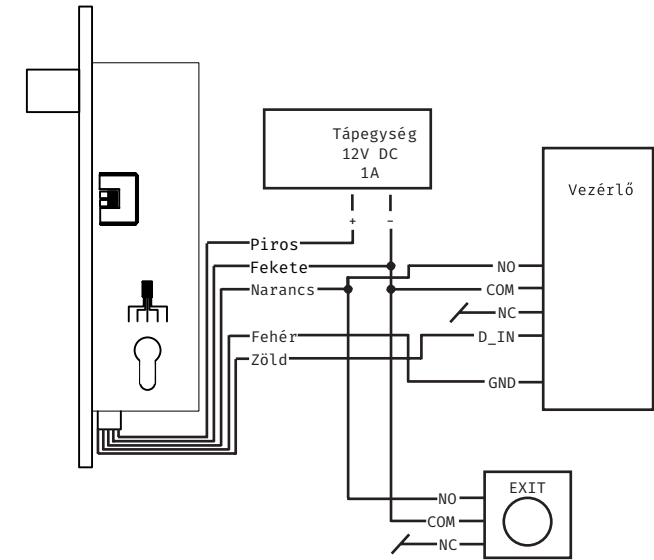 Tápegység
12V DC
1A
Vezérlő
+
-
Piros
Fekete
Narancs
Fehér
Zöld
NO
COM
NC
D_IN
GND
EXIT
NO
COM
NC